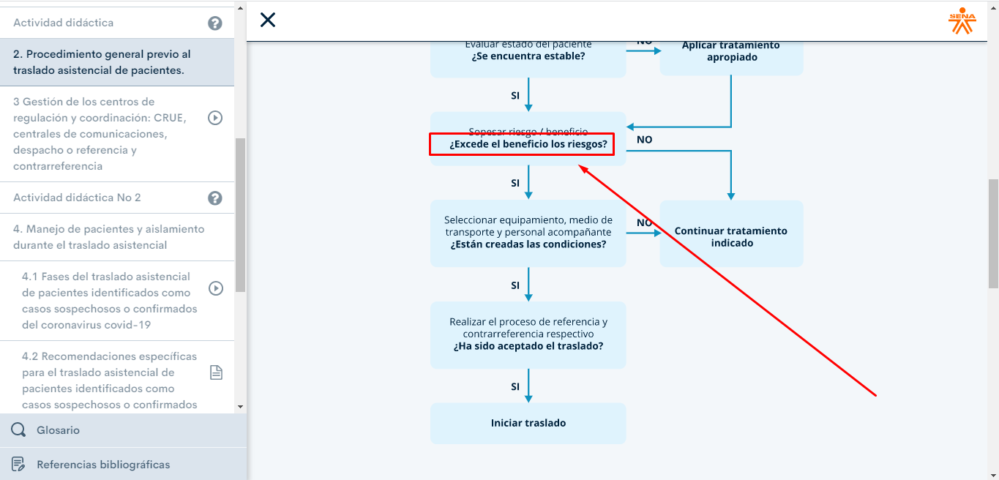 Actividad didáctica
2. Procedimiento general previo al
traslado asistencial de pacientes.
3 Gestión de los centros de
regulación y coordinación: CRUE,
centrales de comunicaciones,
despacho o referencia y
contrarreferencia
Actividad didáctica No 2
4. Manejo de pacientes y aislamiento
durante el traslado asistencial
4.1 Fases del traslado asistencial
de pacientes identificados como
casos sospechosos o confirmados
del coronavirus covid-19
4.2 Recomendaciones específicas
para el traslado asistencial de
pacientes identificados como
casos sospechosos o confirmados
Glosario
Referencias bibliográficas
SENA
Evaluar estado del paciente
¿Se encuentra estable?
NO
Aplicar tratamiento
apropiado
SI
Sopesar riesgo / beneficio
¿Excede el beneficio los riesgos?
NO
SI
Seleccionar equipamiento, medio de
transporte y personal acompañante
¿Están creadas las condiciones?
NO
Continuar tratamiento
indicado
SI
Realizar el proceso de referencia y
contrarreferencia respectivo
¿Ha sido aceptado el traslado?
SI
Iniciar traslado